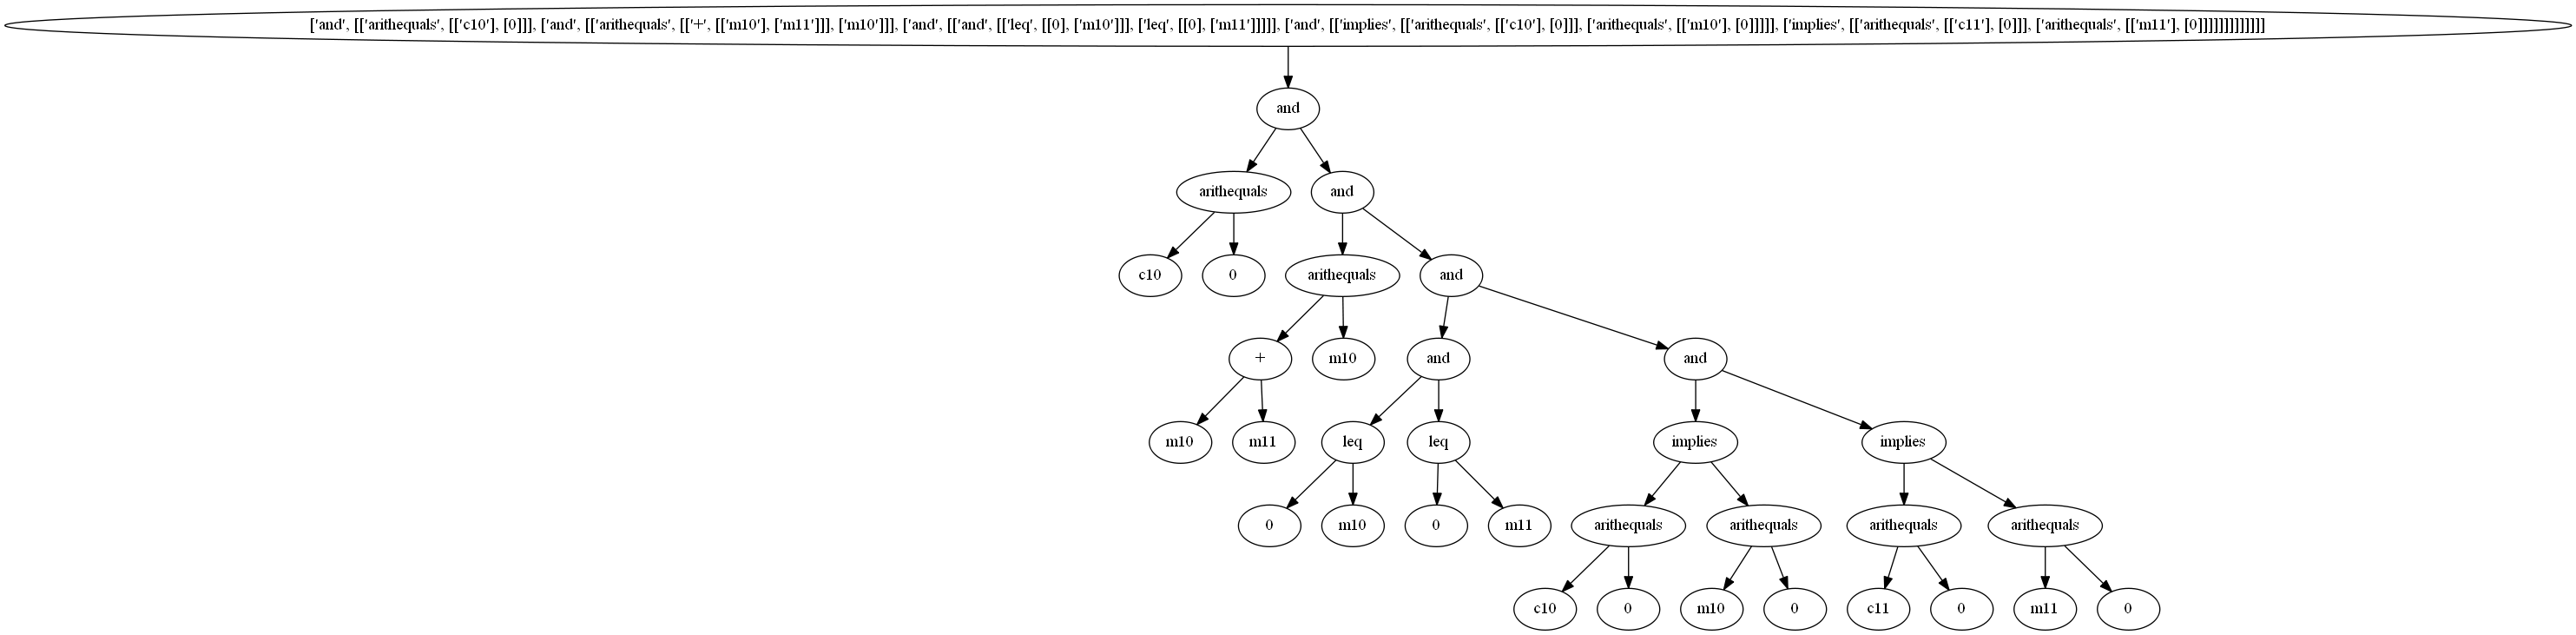 ['and', [['arithequals', [['c10'], [0]]], ['and', [['arithequals', [['+', [['m10'], ['m11']]], ['m10']]], ['and', [['and', [['leq', [[0], ['m10']]], ['leq', [[0], ['m11']]]]], ['and', [['implies', [['arithequals', [['c10'], [0]]], ['arithequals', [['m10'], [0]]]]], ['implies', [['arithequals', [['c11'], [0]]], ['arithequals', [['m11'], [0]]]]]]]]]]]]]
and
arithequals and
c10 0 arithequals and
+ m10 and and
m10 m11 leq leq implies implies
0 m10 0 m11 arithequals arithequals arithequals arithequals
c10 0 m10 0 c11 0 m11 0